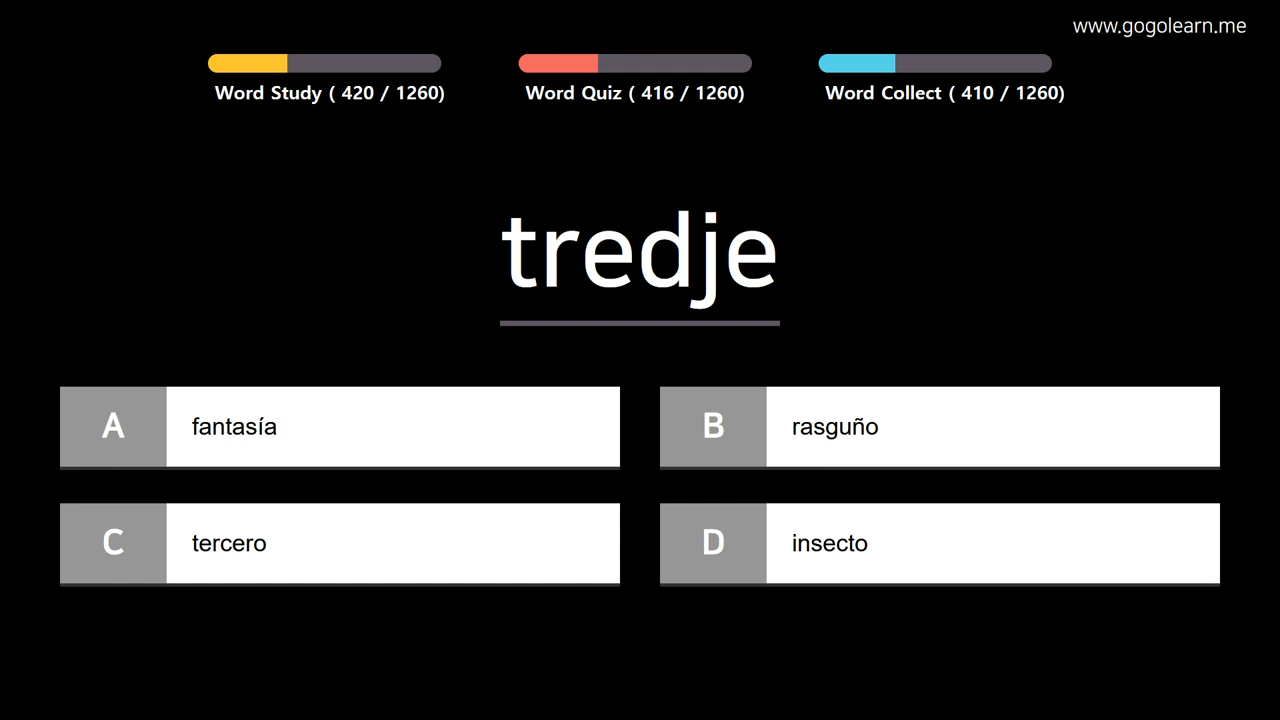 www.gogolearn.me
Word Study ( 420 / 1260)
Word Quiz ( 416 / 1260)
Word Collect ( 410 / 1260)
tredje
A fantasía
B rasguño
C tercero
D insecto